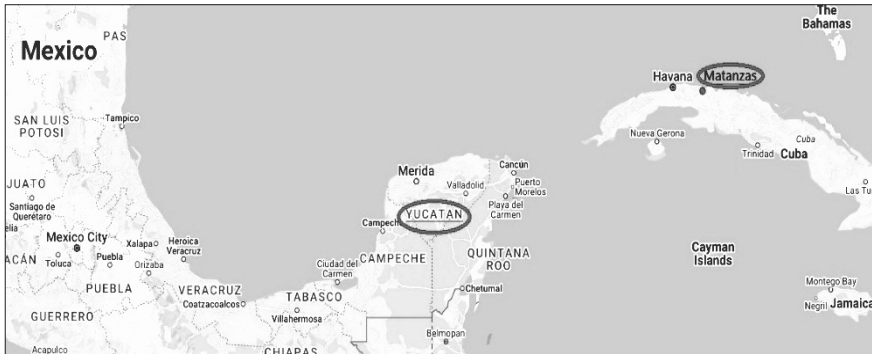 The
Bahamas
PAS
Mexico
Havana
Matanzas
SAN LUIS
POTOSI
Tampico
Nueva Gerona
Trinidad
Cuba
Cuba
Merida
Cancún
Valladolid
Puerto
Morelos
Playa del
Carmen
JUATO
Santiago de
Querétaro
Las Tu
YUCATAN
Campech
Mexico City
Xalapa
Heroica
Veracruz
ACÁN
Toluca
Puebla
Orizaba
Ciudad del
Carmen
CAMPECHE
QUINTANA
ROO
Cayman
Islands
PUEBLA
VERACRUZ
Coatzacoalcos
TABASCO
Chetumal
Montego Bay
Negril
Jamaica
GUERRERO
Villahermosa
Belmopan
Acapulco
CHIAPAS